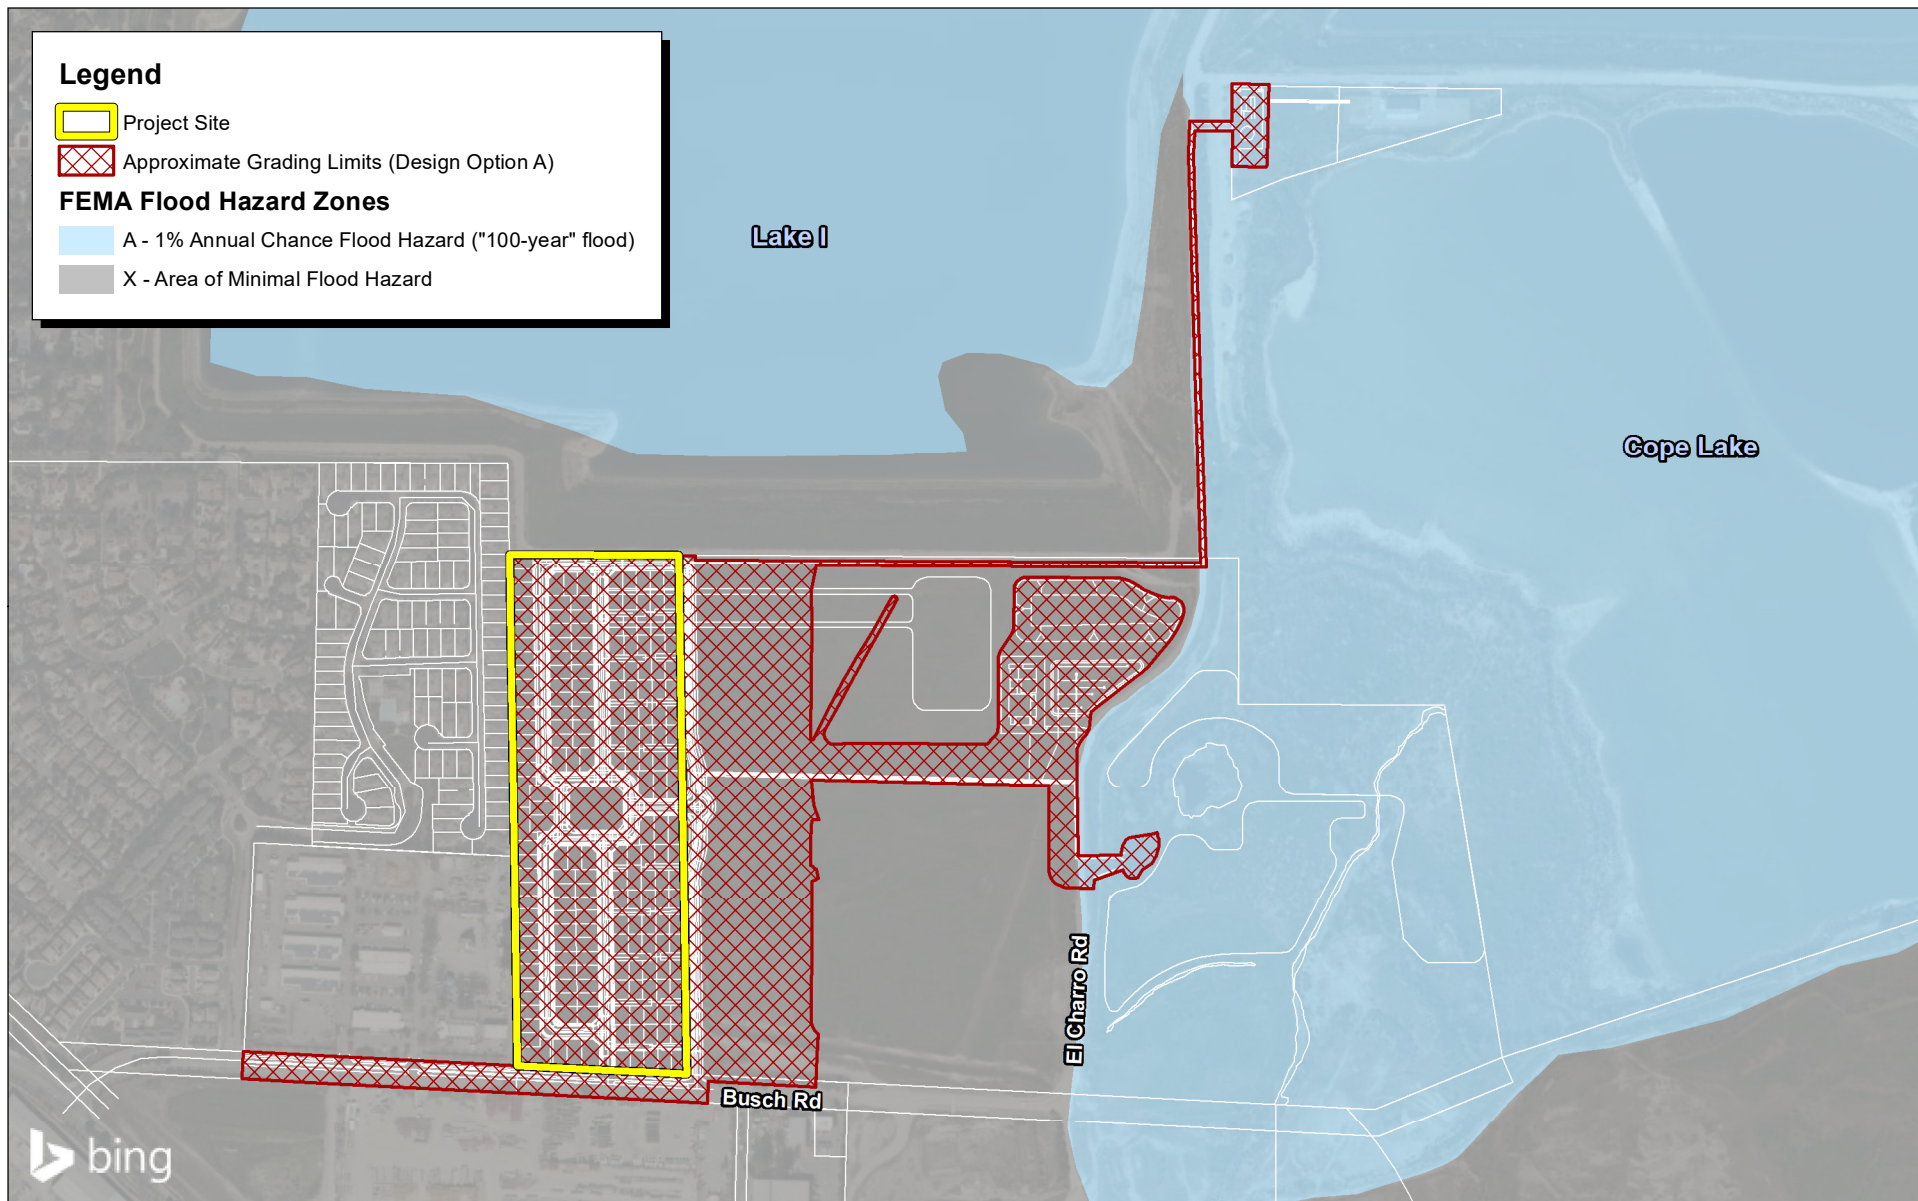 Legend
Project Site
Approximate Grading Limits (Design Option A)
FEMA Flood Hazard Zones
A - 1% Annual Chance Flood Hazard ("100-year" flood)
X - Area of Minimal Flood Hazard
Lake I
Cope Lake
El Charro Rd
Busch Rd
bing